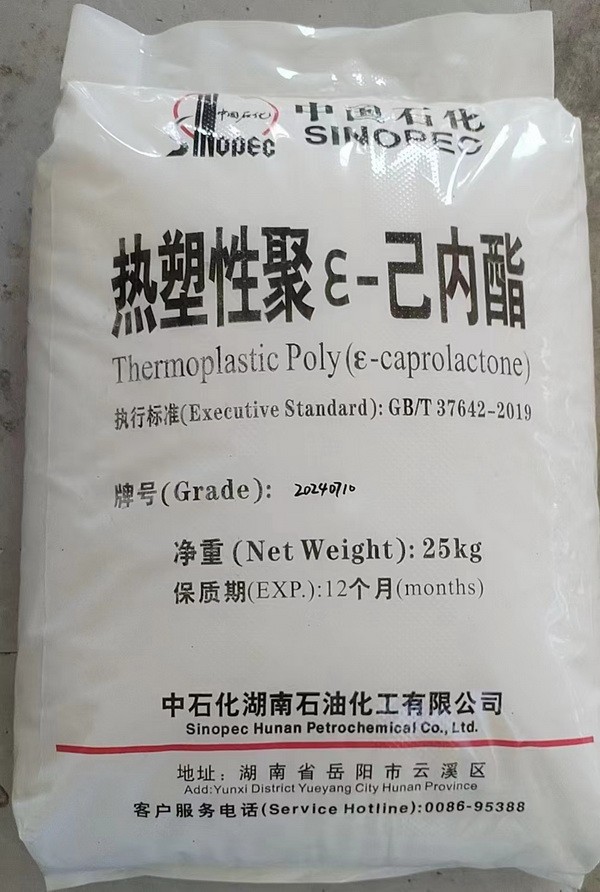 中国石化
SINOPEC
中国石化
SINOPEC
热塑性聚ε-己内酯
Thermoplastic Poly(ε-caprolactone)
执行标准(Executive Standard): GB/T 37642-2019
牌号(Grade): 20240710
净重 (Net Weight): 25kg
保质期(EXP.):12个月(months)
中石化湖南石油化工有限公司
Sinopec Hunan Petrochemical Co., Ltd.
地址: 湖南省岳阳市云溪区
Add:Yunxi District Yueyang City Hunan Province
客户服务电话(Service Hotline):0086-95388